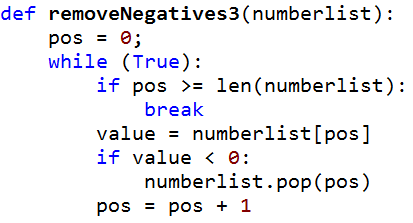 def removeNegatives3(numberlist):
    pos = 0;
    while (True):
        if pos >= len(numberlist):
            break
        value = numberlist[pos]
        if value < 0:
            numberlist.pop(pos)
        pos = pos + 1